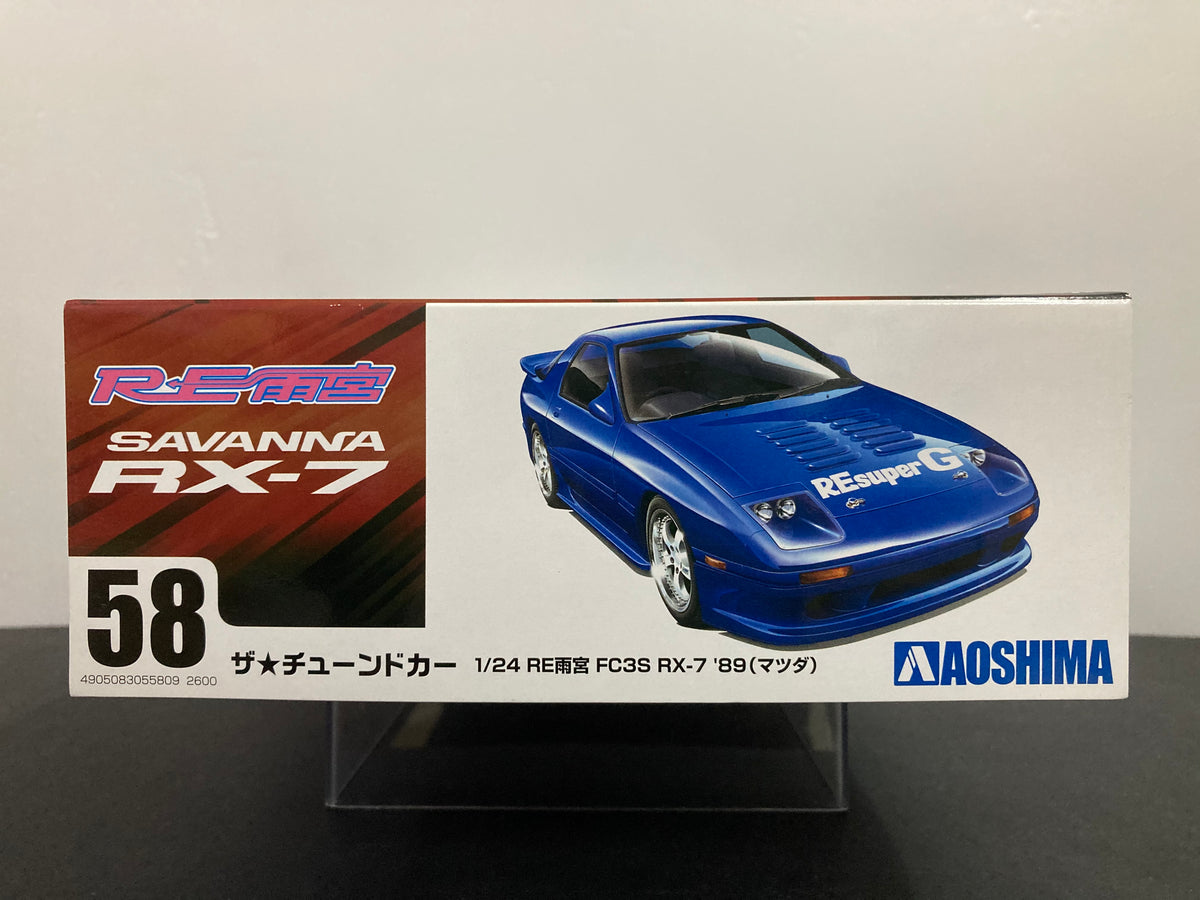 RE雨宮
SAVANNA
RX-7
REsuperG
58
ザ★チューンドカー 1/24 RE雨宮 FC3S RX-7 '89(マツダ)
4905083055809 2600
AOSHIMA